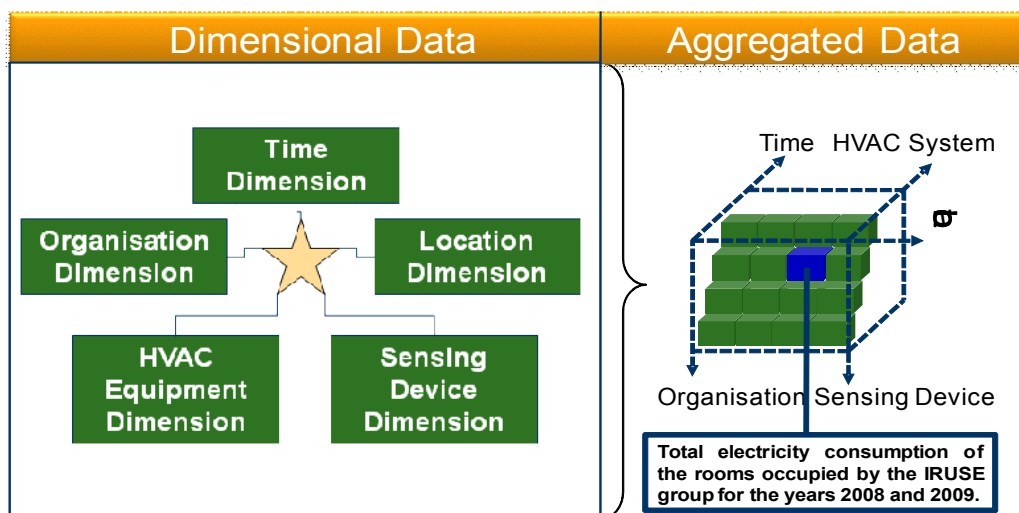 Dimensional Data
Aggregated Data
Time
Dimension
Organisation
Dimension
Location
Dimension
HVAC
Equipment
Dimension
Sensing
Device
Dimension
Time HVAC System
Organisation Sensing Device
Total electricity consumption of
the rooms occupied by the IRUSE
group for the years 2008 and 2009.